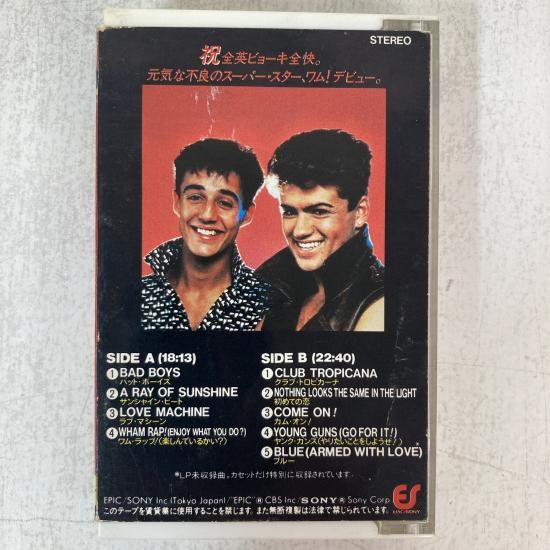 STEREO
祝全英ビョーキ全快。
元気な不良のスーパー・スター、ワム!デビュー。
SIDE A (18:13)
1 BAD BOYS
バット・ボーイズ
2 A RAY OF SUNSHINE
サンシャイン・ビート
3 LOVE MACHINE
ラブ・マシーン
4 WHAM RAP!(ENJOY WHAT YOU DO?)
ワム・ラップ!(楽しんでいるかい?)
SIDE B (22:40)
1 CLUB TROPICANA
クラブ・トロピカーナ
2 NOTHING LOOKS THE SAME IN THE LIGHT
初めての恋
3 COME ON!
カム・オン!
4 YOUNG GUNS (GO FOR IT!)
ヤング・ガンズ(やりたいことをしようぜ!)
5 BLUE (ARMED WITH LOVE)*
ブルー
*LP未収録曲。カセットだけ特別に収録されています。
EPIC/SONY Inc (Tokyo Japan)/"EPIC"® CBS Inc/SONY® Sony Corp
このテープを賃貸業に使用することを禁じます。また無断複製は法律で禁じられています。
ES
EPIC/SONY